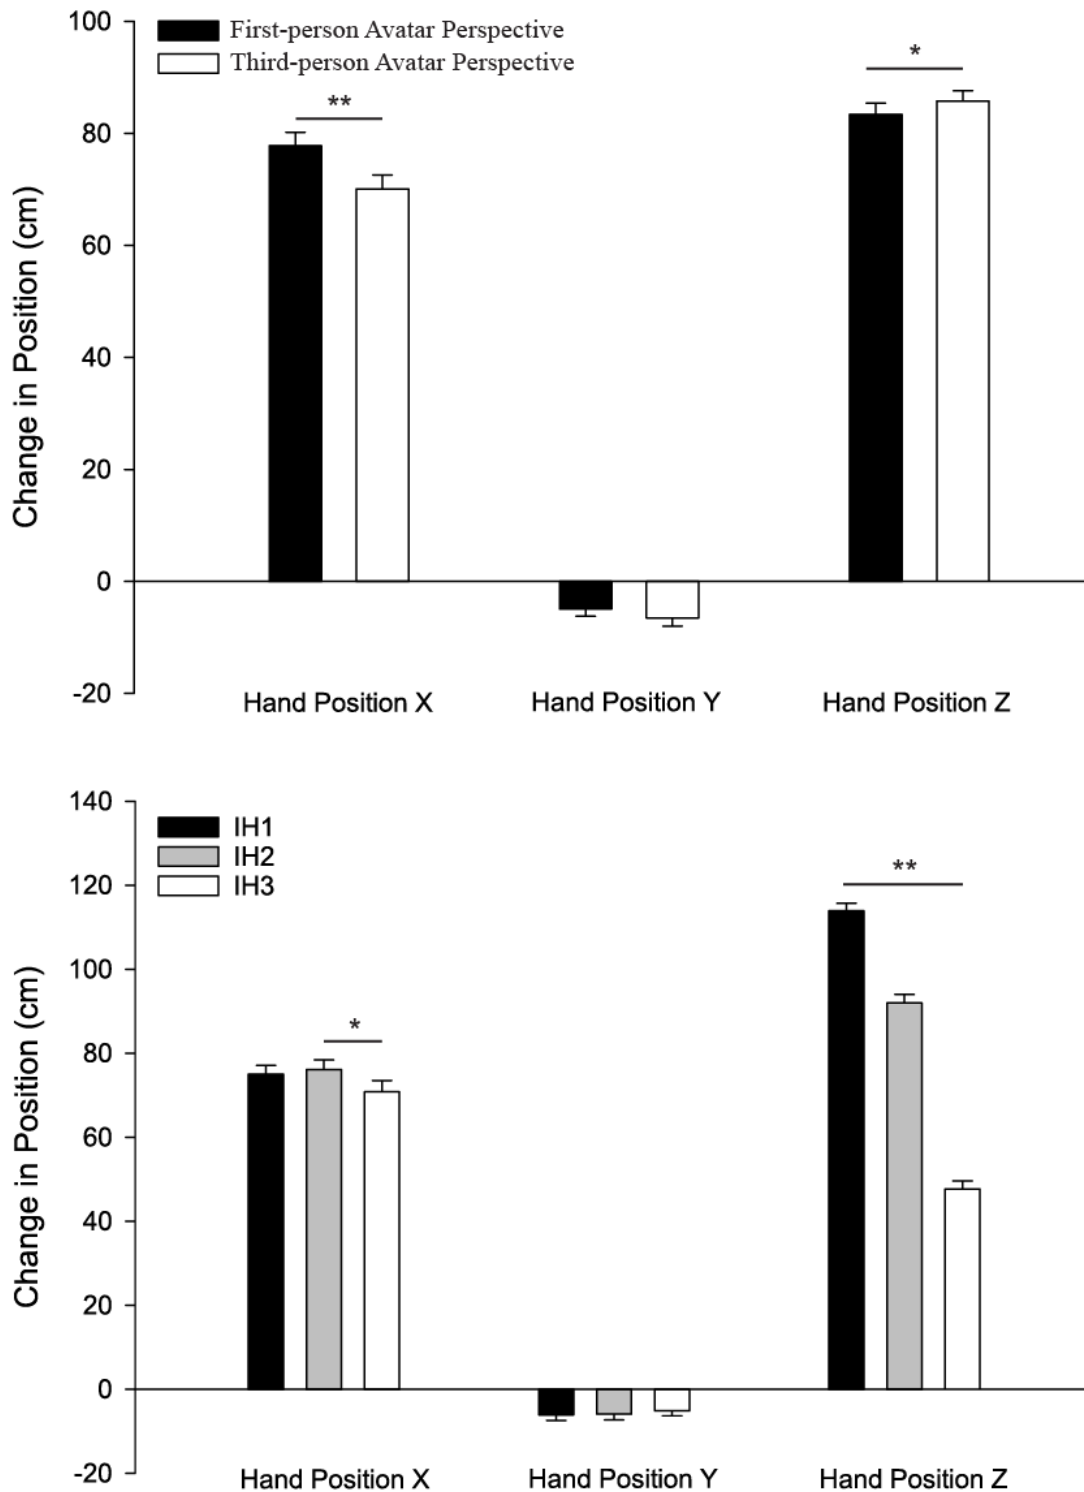 100
First-person Avatar Perspective
Third-person Avatar Perspective
*
**
80
60
40
20
0
-20
Change in Position (cm)
Hand Position X
Hand Position Y
Hand Position Z
140
IH1
IH2
IH3
120
**
100
*
80
60
40
20
0
-20
Change in Position (cm)
Hand Position X
Hand Position Y
Hand Position Z